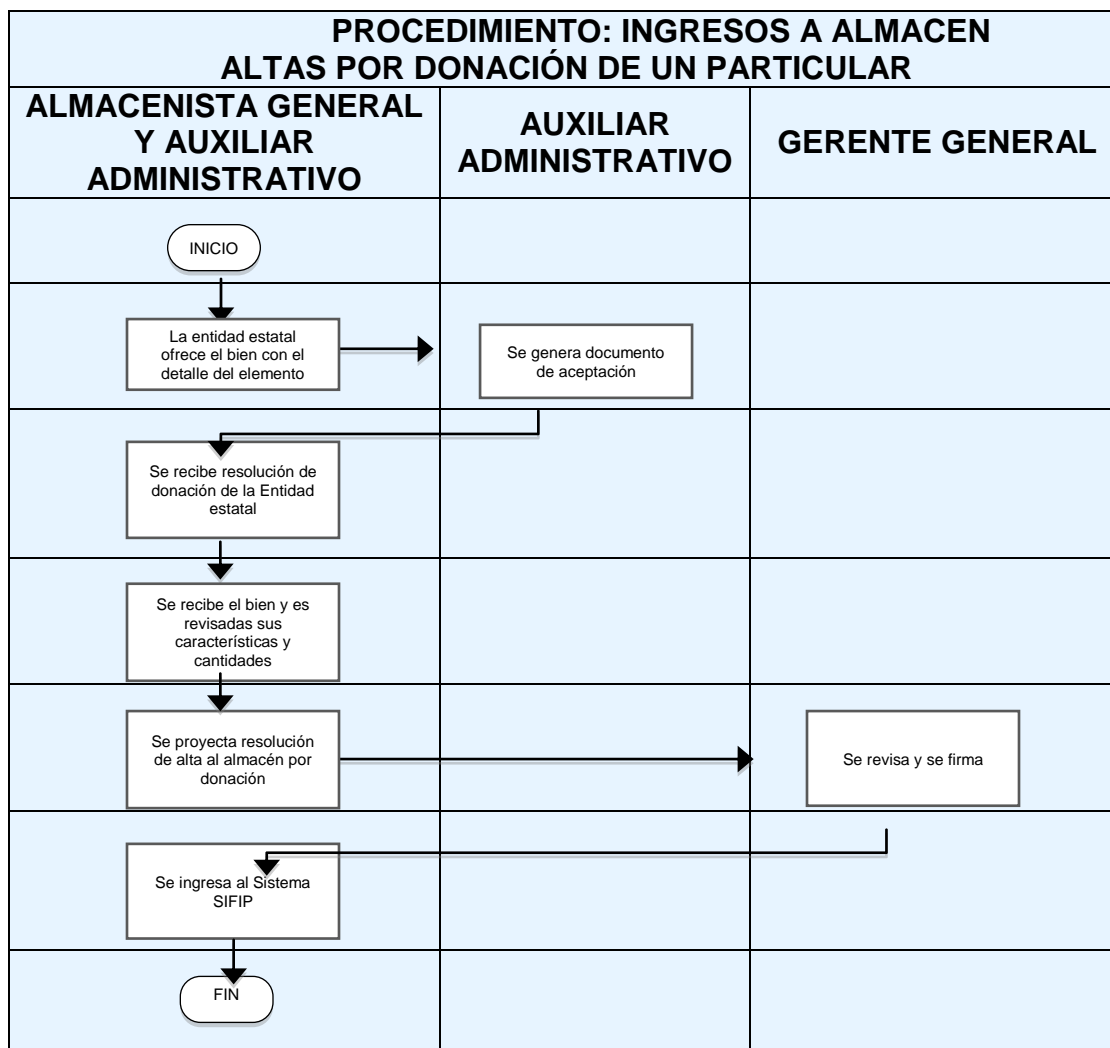 PROCEDIMIENTO: INGRESOS A ALMACEN
ALTAS POR DONACIÓN DE UN PARTICULAR
ALMACENISTA GENERAL
Y AUXILIAR
ADMINISTRATIVO
AUXILIAR
ADMINISTRATIVO
GERENTE GENERAL
INICIO
La entidad estatal
ofrece el bien con el
detalle del elemento
Se genera documento
de aceptación
Se recibe resolución de
donación de la Entidad
estatal
Se recibe el bien y es
revisadas sus
características y
cantidades
Se proyecta resolución
de alta al almacén por
donación
Se revisa y se firma
Se ingresa al Sistema
SIFIP
FIN